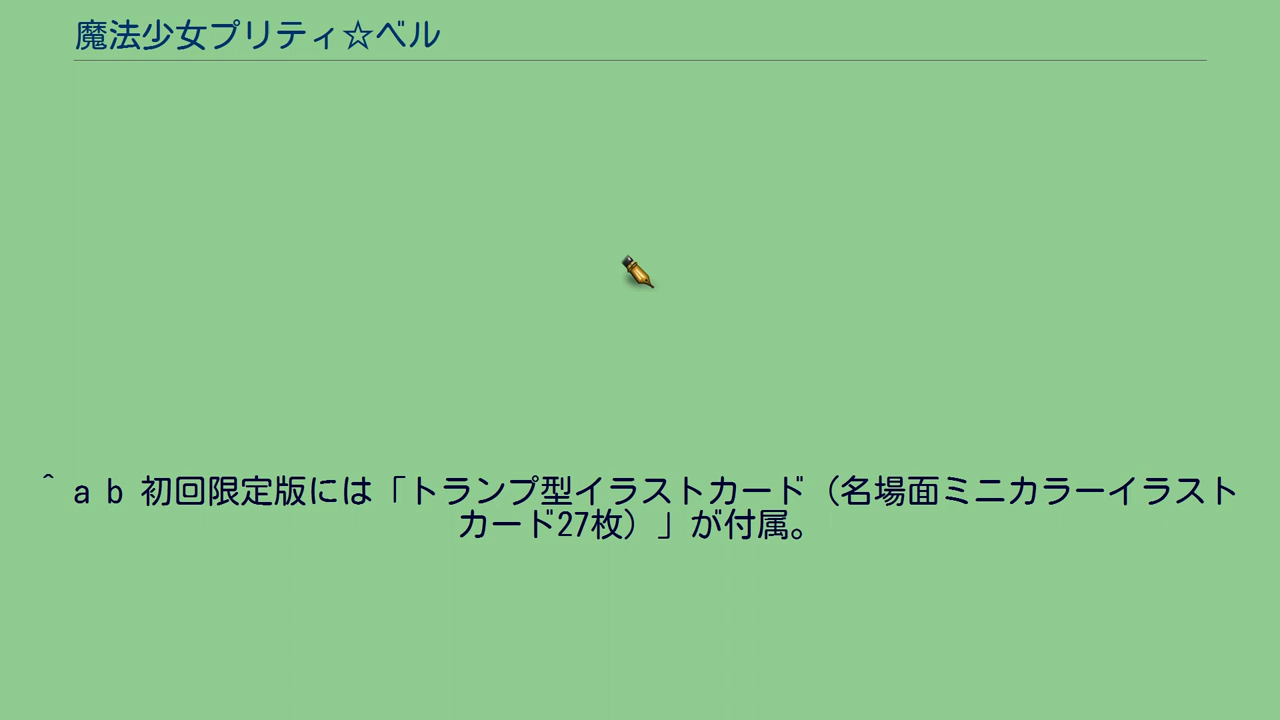 魔法少女プリティ☆ベル
^ a b 初回限定版には「トランプ型イラストカード（名場面ミニカラーイラスト
カード27枚）」が付属。